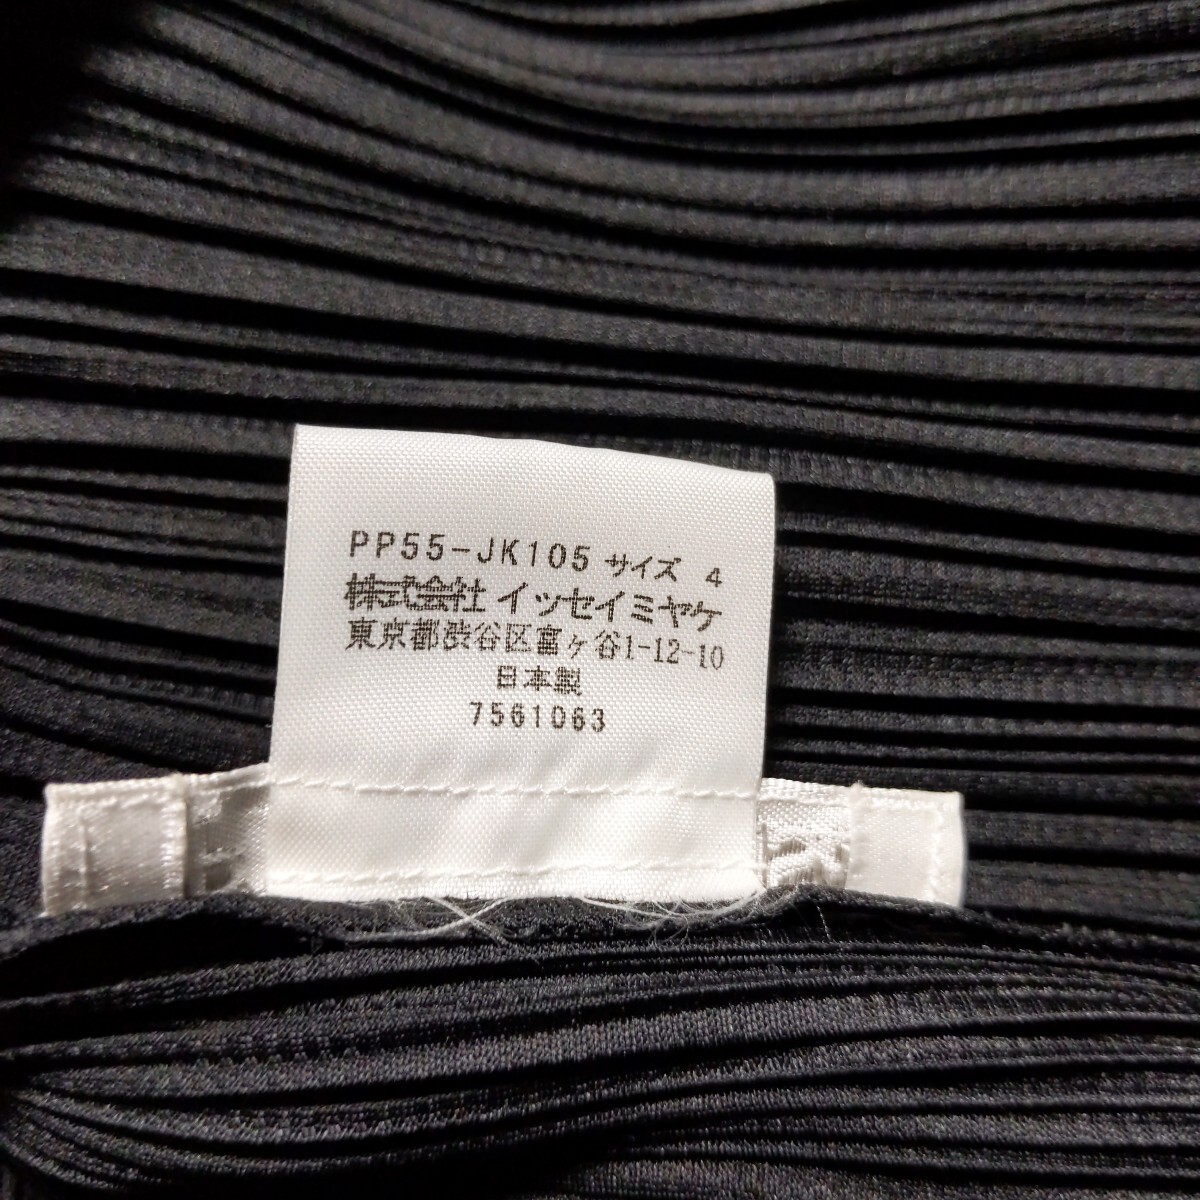 PP55-JK105 サイズ 4
株式会社 イッセイミヤケ
東京都渋谷区富ヶ谷1-12-10
日本製
7561063